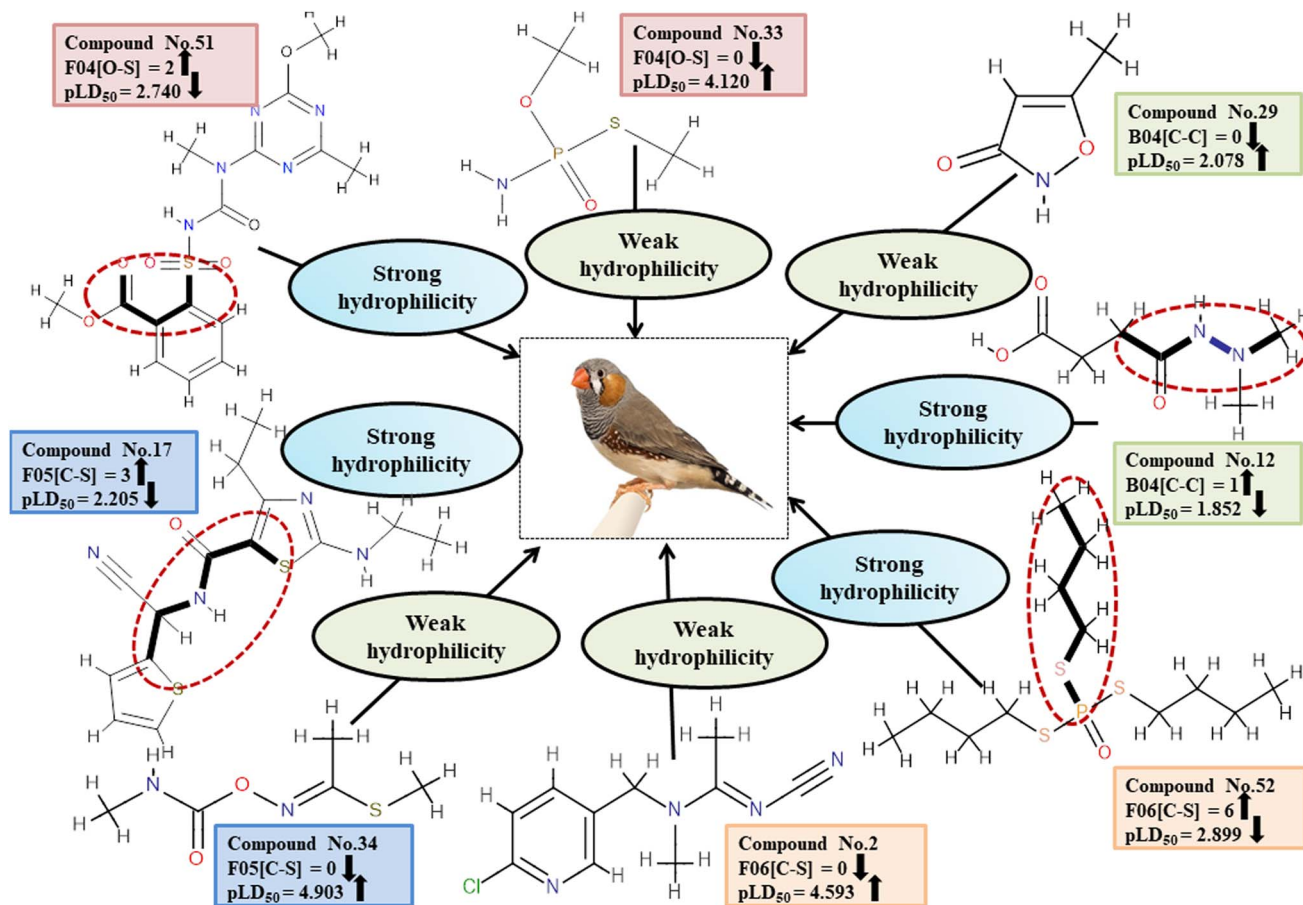 Compound No.51
F04[O-S] = 2
pLD50 = 2.740
Compound No.33
F04[O-S] = 0
pLD50 = 4.120
Compound No.29
B04[C-C] = 0
pLD50 = 2.078
Strong
hydrophilicity
Weak
hydrophilicity
Weak
hydrophilicity
Strong
hydrophilicity
Strong
hydrophilicity
Compound No.17
F05[C-S] = 3
pLD50 = 2.205
Compound No.12
B04[C-C] = 1
pLD50 = 1.852
Strong
hydrophilicity
Weak
hydrophilicity
Weak
hydrophilicity
Compound No.34
F05[C-S] = 0
pLD50 = 4.903
Compound No.2
F06[C-S] = 0
pLD50 = 4.593
Compound No.52
F06[C-S] = 6
pLD50 = 2.899